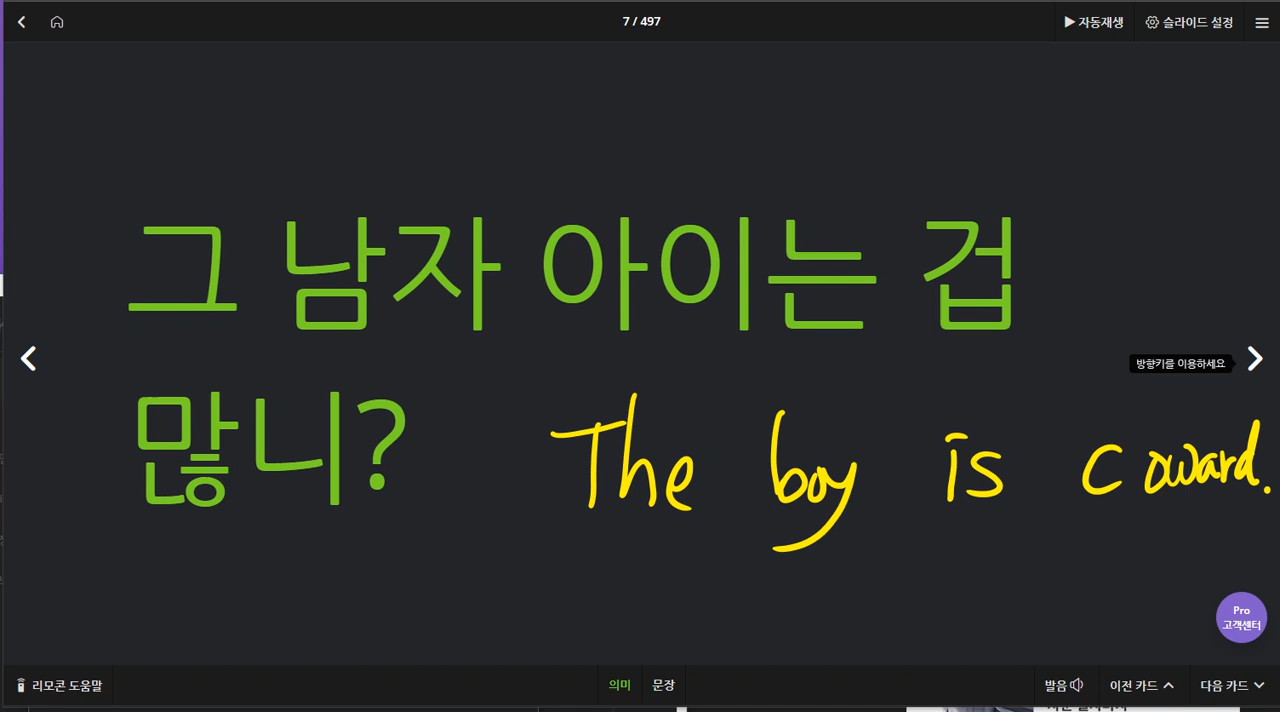 7 / 497
자동재생
슬라이드 설정
그 남자 아이는 겁
많니?
방향키를 이용하세요
The boy is coward.
Pro
고객센터
리모콘 도움말
의미
문장
발음
이전 카드
다음 카드